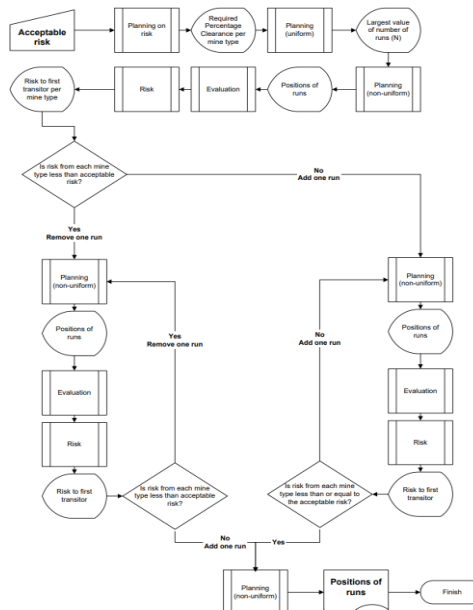 Acceptable
risk
Planning on
risk
Required
Percentage
Clearance per
mine type
Planning
(uniform)
Largest value
of number of
runs (N)
Risk to first
transitor per
mine type
Risk
Evaluation
Positions of
runs
Planning
(non-uniform)
Is risk from each mine
type less than acceptable
risk?
No
Add one run
Yes
Remove one run
Planning
(non-uniform)
Positions of
runs
Evaluation
Risk
Risk to first
transitor
Yes
Remove one run
Is risk from each mine
type less than acceptable
risk?
No
Add one run
Planning
(non-uniform)
Positions of
runs
Evaluation
Risk
Risk to first
transitor
No
Add one run
Is risk from each mine
type less than or equal to
the acceptable risk?
Yes
Planning
(non-uniform)
Positions of
runs
Finish